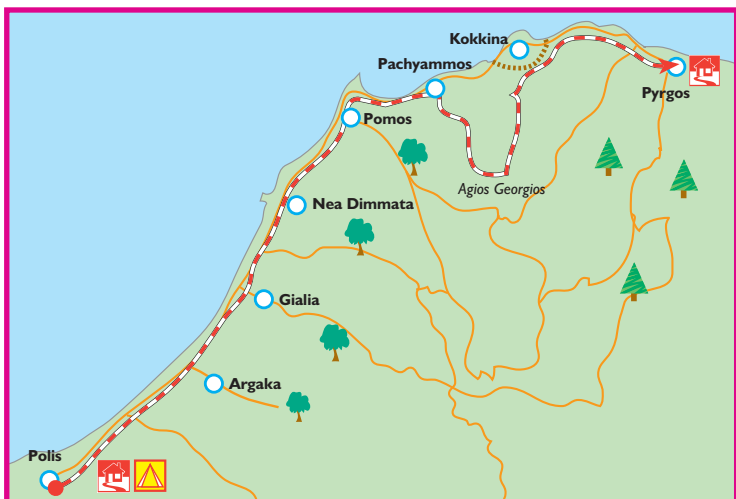 Kokkina
Pachyammos
Pyrgos
Pomos
Agios Georgios
Nea Dimmata
Gialia
Argaka
Polis